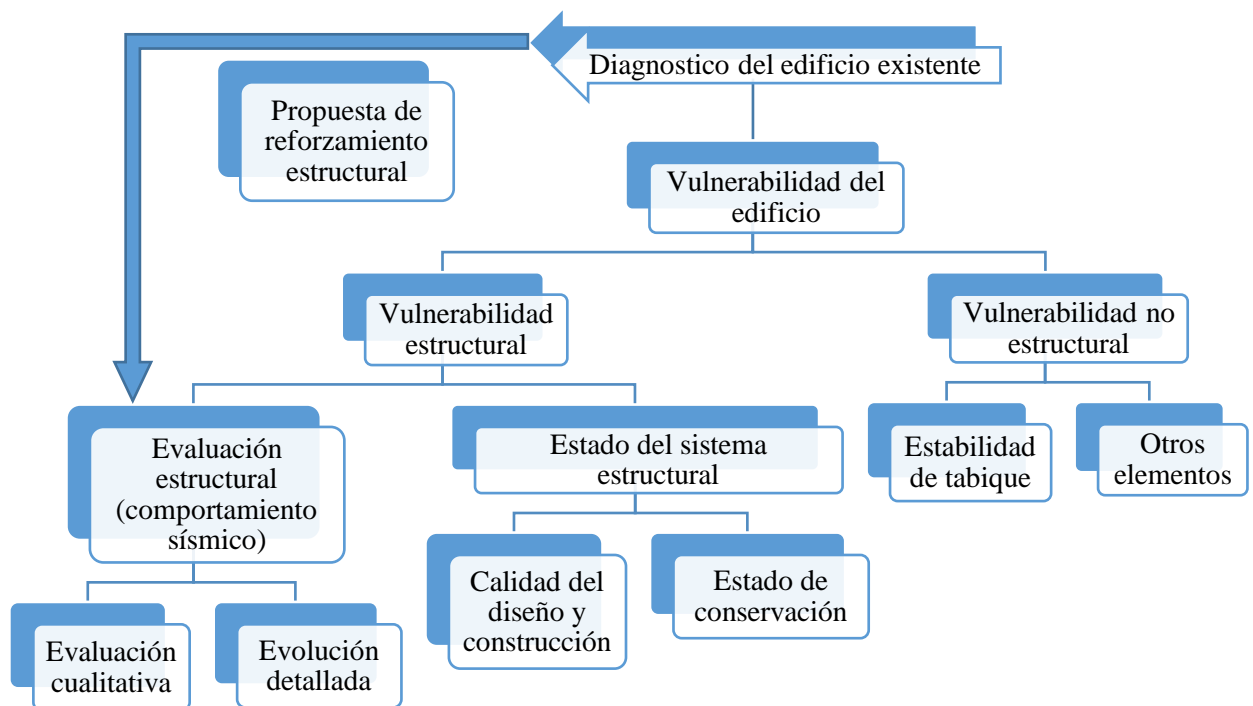 Diagnostico del edificio existente
Propuesta de
reforzamiento
estructural
Vulnerabilidad del
edificio
Vulnerabilidad
estructural
Vulnerabilidad no
estructural
Evaluación
estructural
(comportamiento
sísmico)
Estado del sistema
estructural
Estabilidad
de tabique
Otros
elementos
Evaluación
cualitativa
Evolución
detallada
Calidad del
diseño y
construcción
Estado de
conservación